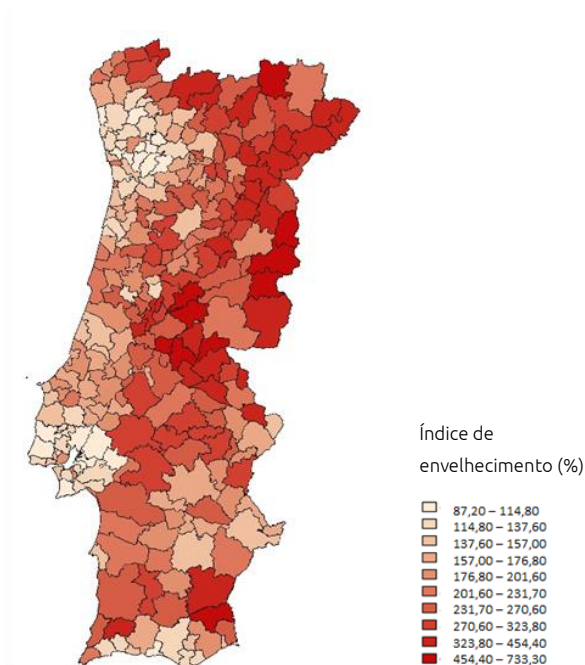 Índice de
envelhecimento (%)
87,20 – 114,80
114,80 – 137,60
137,60 – 157,00
157,00 – 176,80
176,80 – 201,60
201,60 – 231,70
231,70 – 270,60
270,60 – 323,80
323,80 – 454,40
454,40 – 733,30